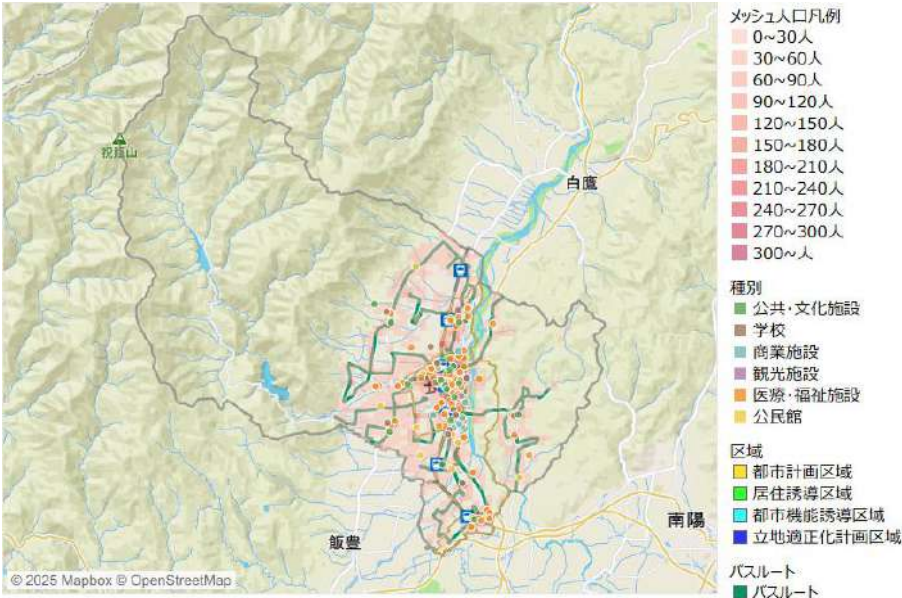 祝瓶山
白鷹
飯豊
南陽
© 2025 Mapbox © OpenStreetMap
メッシュ人口凡例
0~30人
30~60人
60~90人
90~120人
120~150人
150~180人
180~210人
210~240人
240~270人
270~300人
300~人
種別
公共・文化施設
学校
商業施設
観光施設
医療・福祉施設
公民館
区域
都市計画区域
居住誘導区域
都市機能誘導区域
立地適正化計画区域
バスルート
バスルート